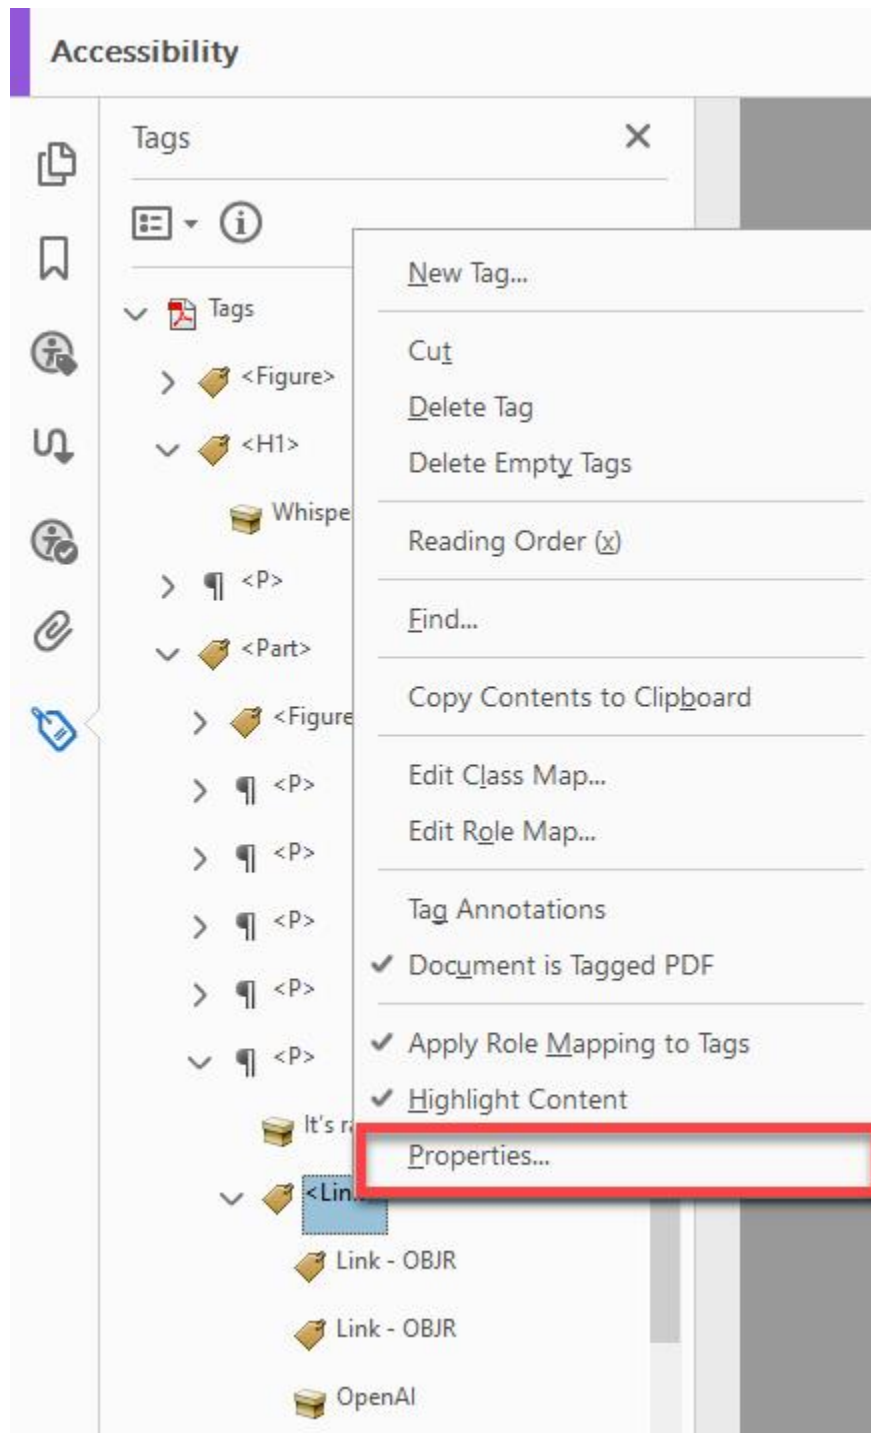 Accessibility
Tags
Tags
<Figure>
<H1>
Whispe
<P>
<Part>
<Figure
<P>
<P>
<P>
<P>
<P>
It's ra
<Lin
Link - OBJR
Link - OBJR
OpenAI
New Tag...
Cut
Delete Tag
Delete Empty Tags
Reading Order (x)
Find...
Copy Contents to Clipboard
Edit Class Map...
Edit Role Map...
Tag Annotations
Document is Tagged PDF
Apply Role Mapping to Tags
Highlight Content
Properties...